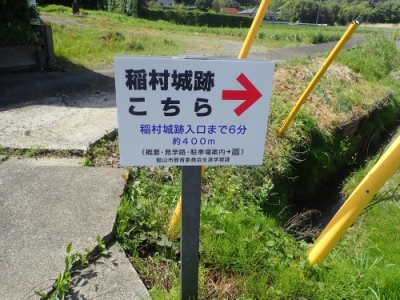 稲村城跡
こちら
稲村城跡入口まで6分
約400m
(概要・見学路・駐車場案内→)
館山市教育委員会生涯学習課